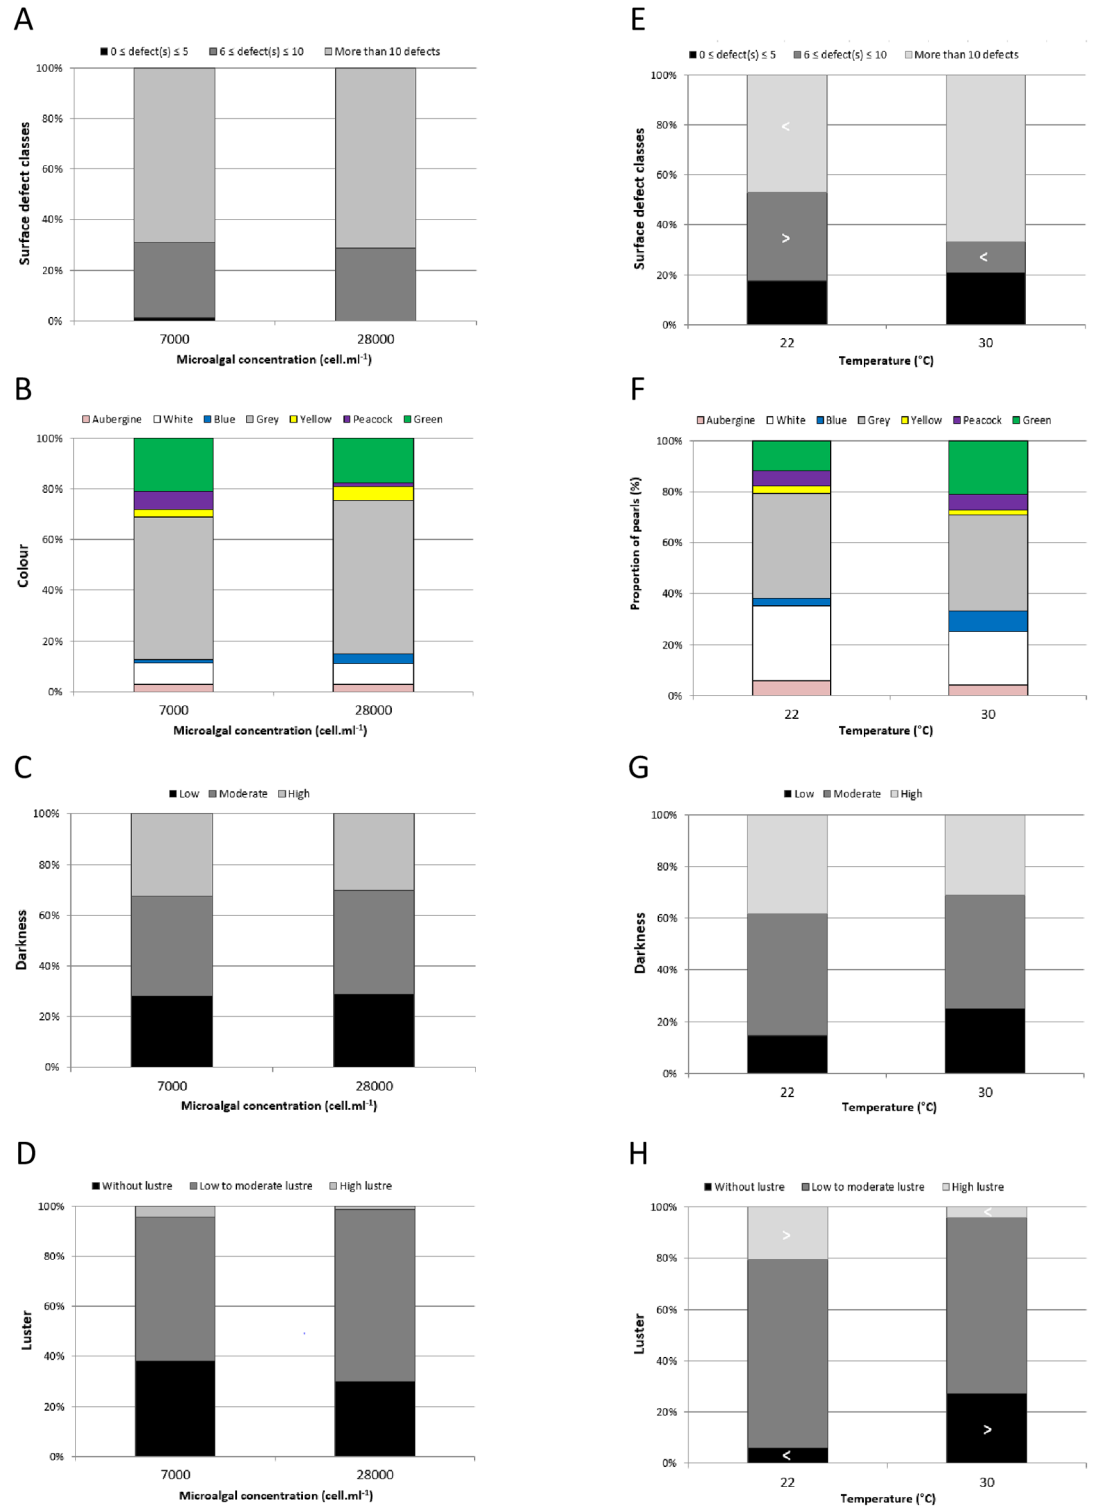 A
0 ≤ defect(s) ≤ 5 6 ≤ defect(s) ≤ 10 More than 10 defects
100%
80%
60%
40%
20%
0%
Surface defect classes
7000 28000
Microalgal concentration (cell.ml⁻¹)
B
Aubergine White Blue Grey Yellow Peacock Green
100%
80%
60%
40%
20%
0%
Colour
7000 28000
Microalgal concentration (cell.ml⁻¹)
C
Low Moderate High
100%
80%
60%
40%
20%
0%
Darkness
7000 28000
Microalgal concentration (cell.ml⁻¹)
D
Without lustre Low to moderate lustre High lustre
100%
80%
60%
40%
20%
0%
Luster
7000 28000
Microalgal concentration (cell.ml⁻¹)
E
0 ≤ defect(s) ≤ 5 6 ≤ defect(s) ≤ 10 More than 10 defects
100%
80%
60%
40%
20%
0%
Surface defect classes
<
>
<
22 30
Temperature (°C)
F
Aubergine White Blue Grey Yellow Peacock Green
100%
80%
60%
40%
20%
0%
Proportion of pearls (%)
22 30
Temperature (°C)
G
Low Moderate High
100%
80%
60%
40%
20%
0%
Darkness
22 30
Temperature (°C)
H
Without lustre Low to moderate lustre High lustre
100%
80%
60%
40%
20%
0%
Luster
> <
< >
22 30
Temperature (°C)